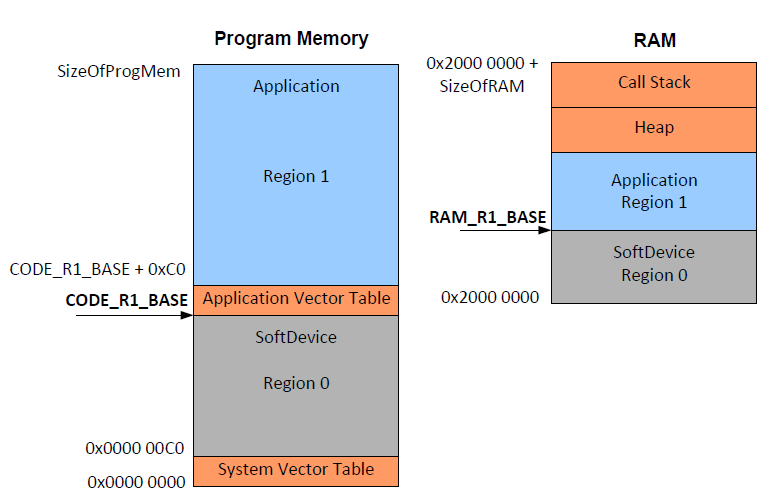 Program Memory
SizeOfProgMem
Application
Region 1
CODE_R1_BASE + 0xC0
CODE_R1_BASE
Application Vector Table
SoftDevice
Region 0
0x0000 00C0
System Vector Table
0x0000 0000
RAM
0x2000 0000 +
SizeOfRAM
Call Stack
Heap
Application
Region 1
RAM_R1_BASE
SoftDevice
Region 0
0x2000 0000